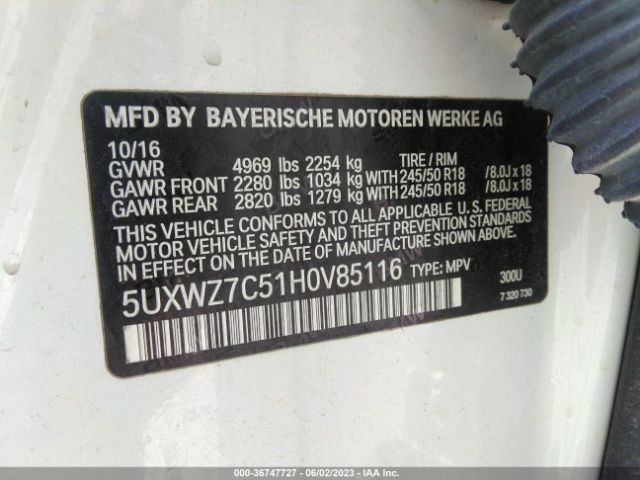 MFD BY BAYERISCHE MOTOREN WERKE AG
10/16
GVWR 4969 lbs 2254 kg TIRE / RIM
GAWR FRONT 2280 lbs 1034 kg WITH 245/50 R18 /8.0J x 18
GAWR REAR 2820 lbs 1279 kg WITH 245/50 R18 /8.0J x 18
THIS VEHICLE CONFORMS TO ALL APPLICABLE, U. S. FEDERAL
MOTOR VEHICLE SAFETY AND THEFT PREVENTION STANDARDS
IN EFFECT ON THE DATE OF MANUFACTURE SHOWN ABOVE.
5UXWZ7C51H0V85116 TYPE: MPV 300U
7 320 730
000-36747727 - 06/02/2023 - IAA Inc.